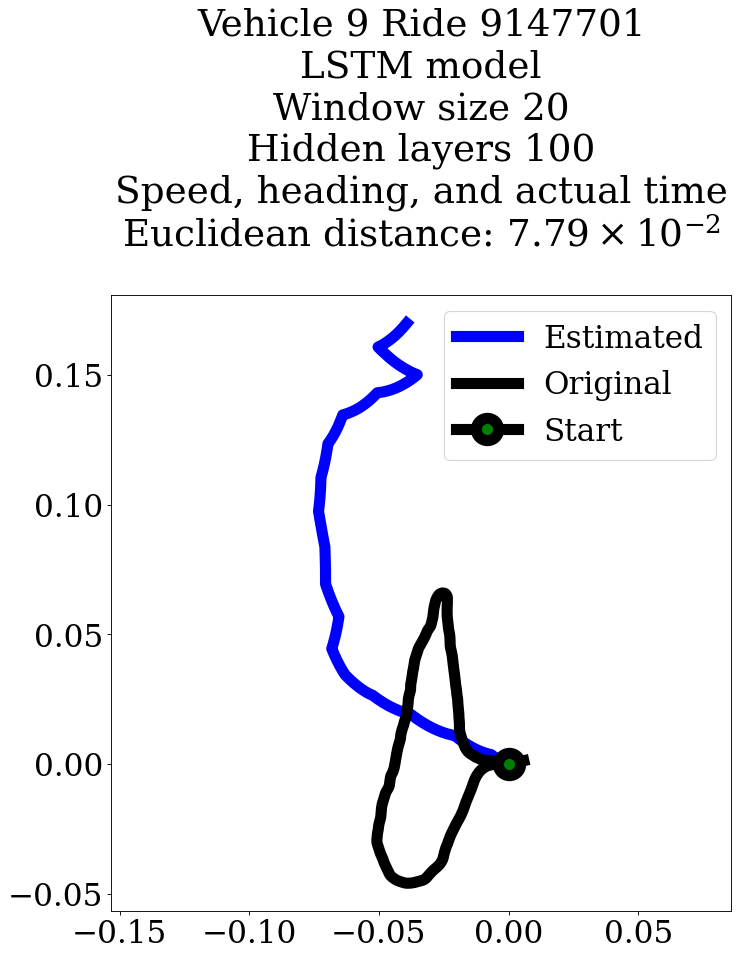 Vehicle 9 Ride 9147701
LSTM model
Window size 20
Hidden layers 100
Speed, heading, and actual time
Euclidean distance: 7.79 × 10⁻²
Estimated
Original
Start
0.15
0.10
0.05
0.00
−0.05
−0.15 −0.10 −0.05 0.00 0.05